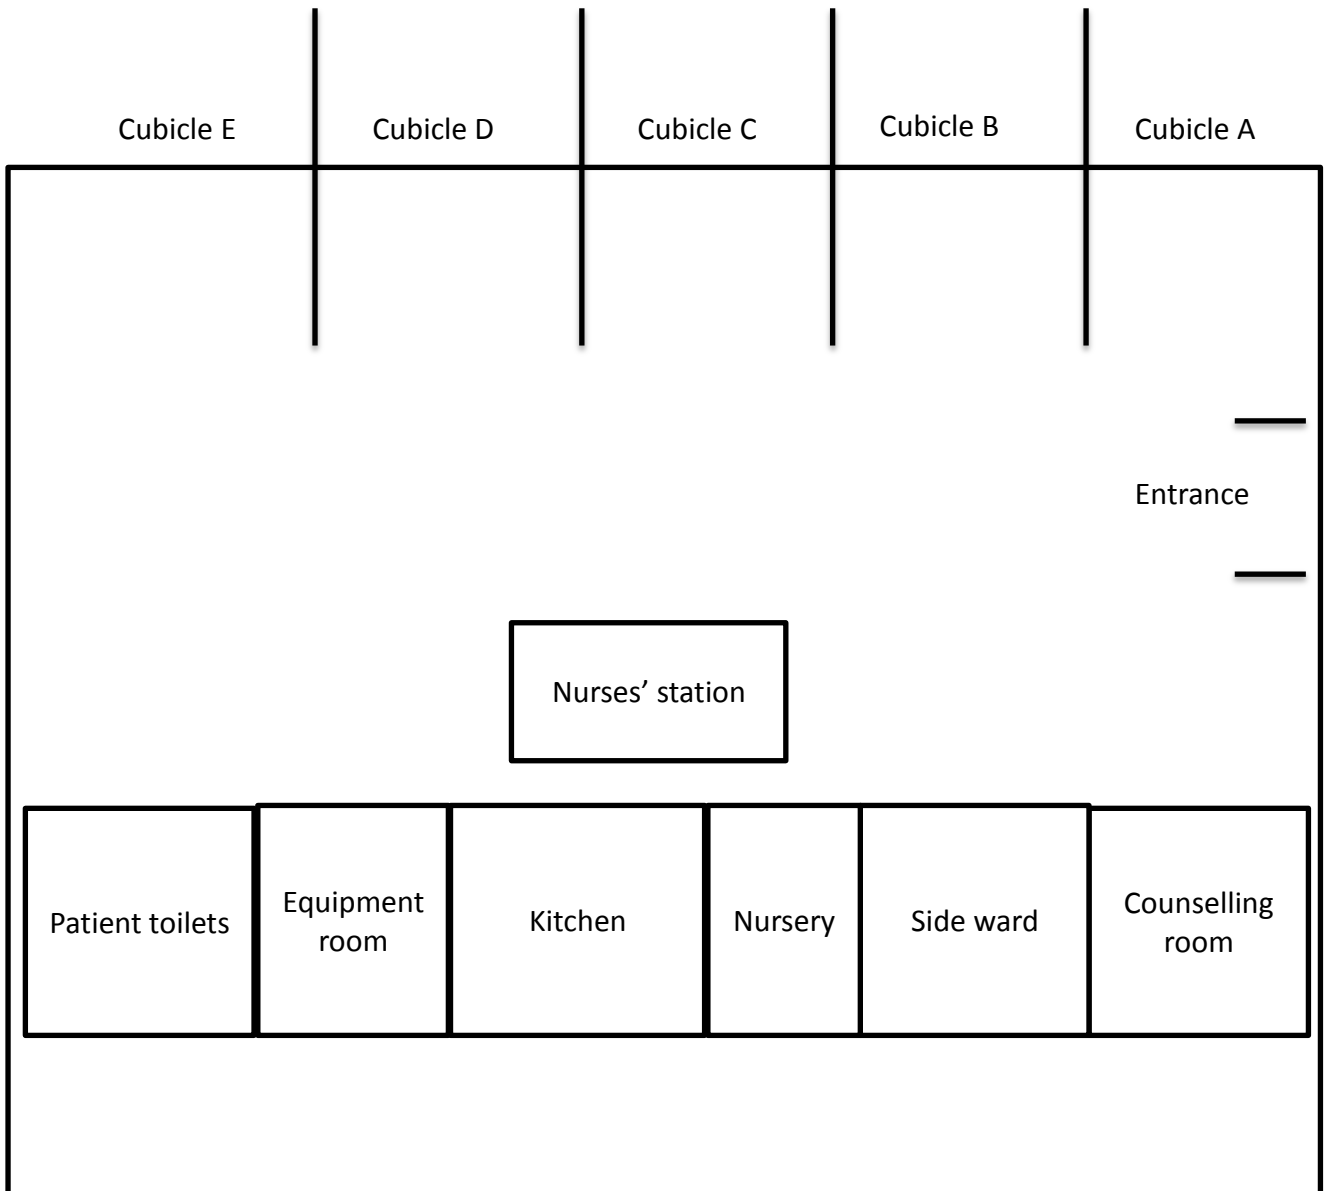 Cubicle E
Cubicle D
Cubicle C
Cubicle B
Cubicle A
Entrance
Nurses’ station
Patient toilets
Equipment
room
Kitchen
Nursery
Side ward
Counselling
room